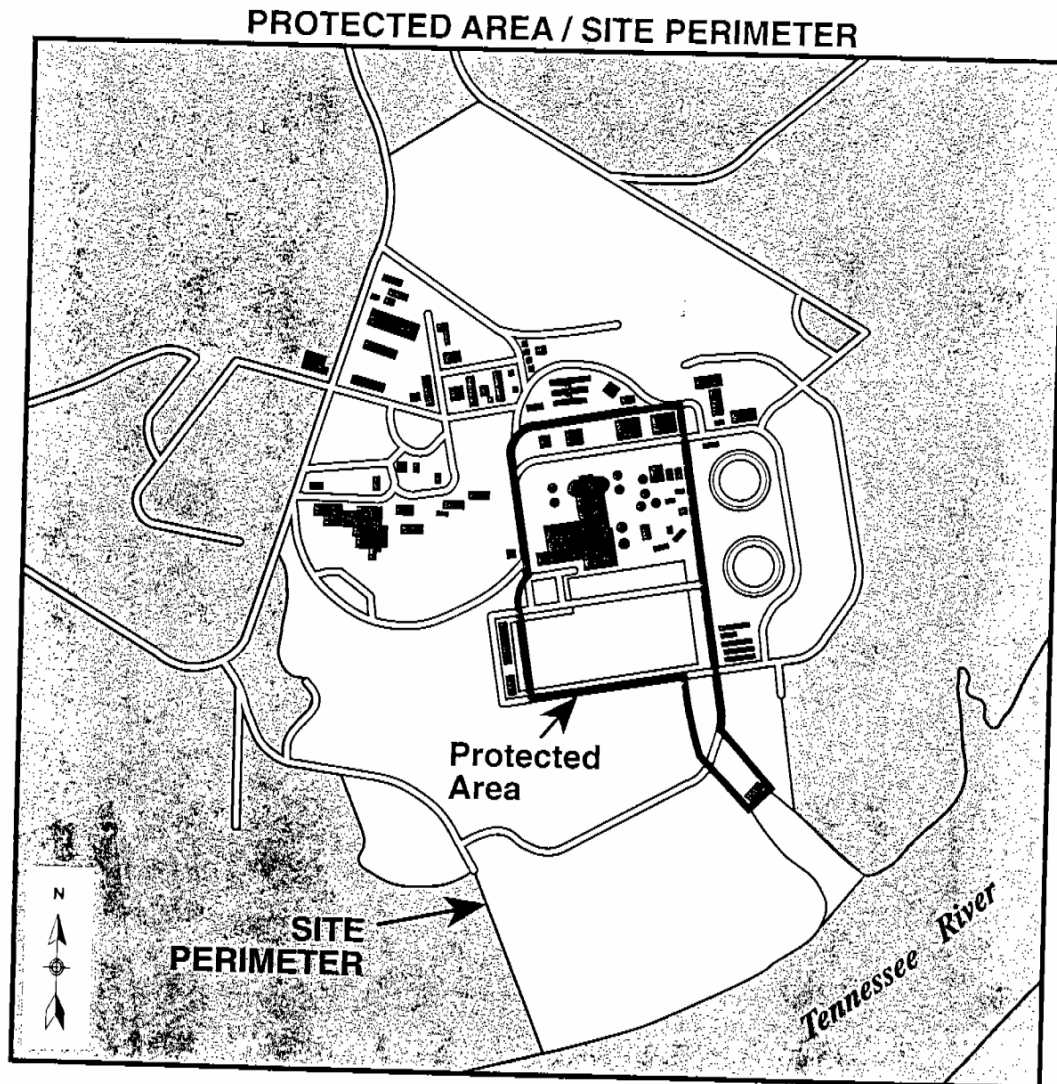 PROTECTED AREA / SITE PERIMETER
Protected
Area
N
SITE
PERIMETER
Tennessee River